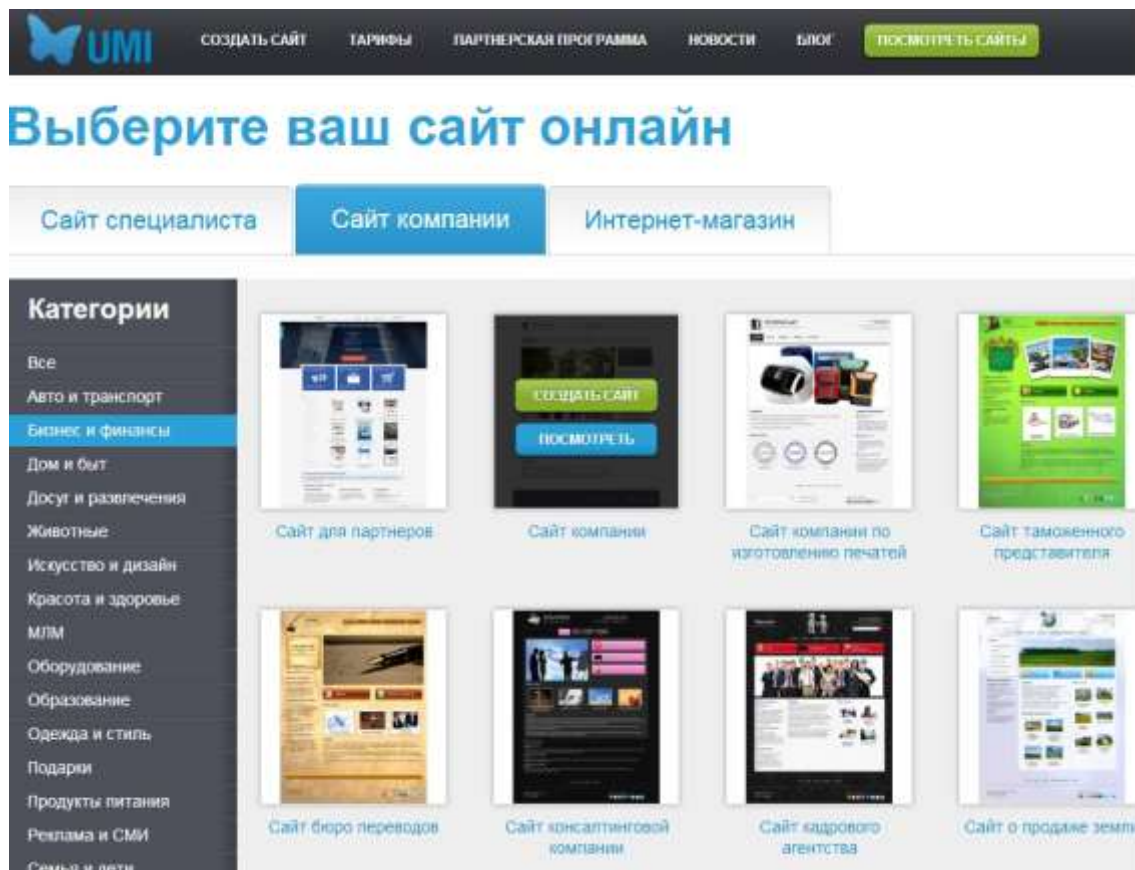 UMI
СОЗДАТЬ САЙТ ТАРИФЫ ПАРТНЕРСКАЯ ПРОГРАММА НОВОСТИ БЛОГ ПОСМОТРЕТЬ САЙТЫ
Выберите ваш сайт онлайн
Сайт специалиста Сайт компании Интернет-магазин
Категории
Все
Авто и транспорт
Бизнес и финансы
Дом и быт
Досуг и развлечения
Животные
Искусство и дизайн
Красота и здоровье
МЛМ
Оборудование
Образование
Одежда и стиль
Подарки
Продукты питания
Реклама и СМИ
Семья и дети
СОЗДАТЬ САЙТ
ПОСМОТРЕТЬ
Сайт для партнеров
Сайт компании
Сайт компании по
изготовлению печатей
Сайт таможенного
представителя
Сайт бюро переводов
Сайт консалтинговой
компании
Сайт кадрового
агентства
Сайт о продаже земли